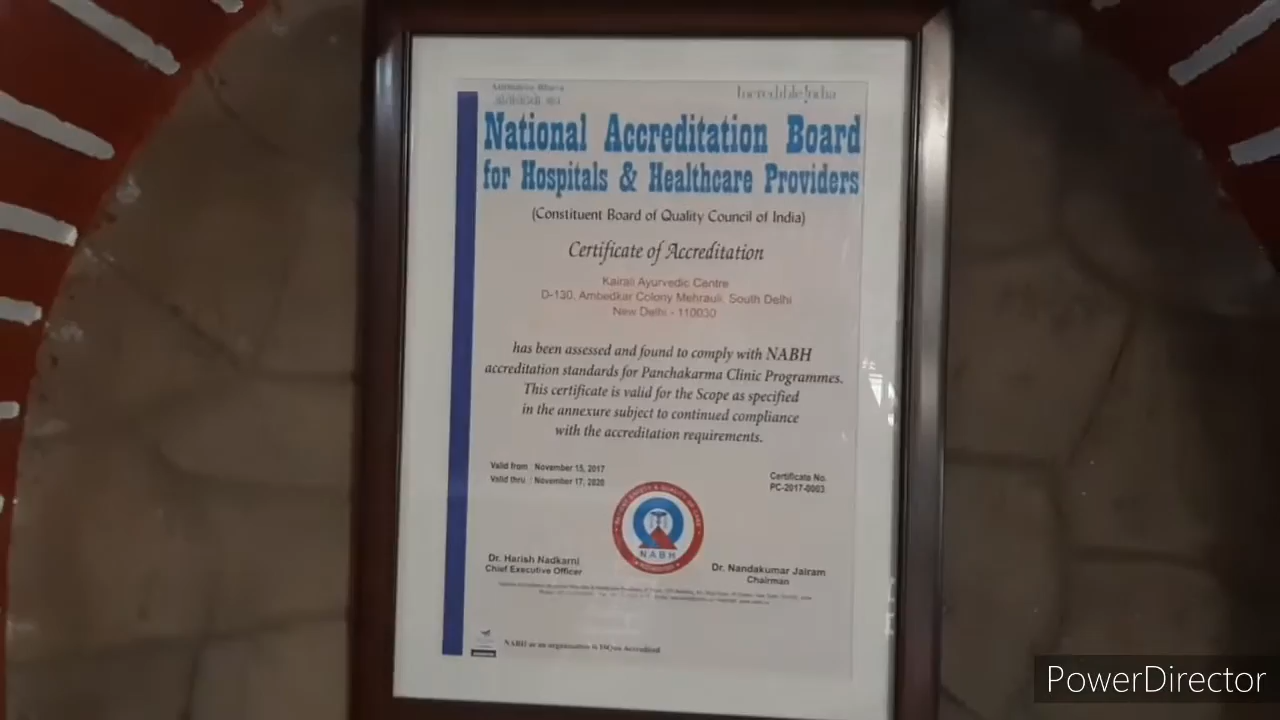 Incredible India
National Accreditation Board
for Hospitals & Healthcare Providers
(Constituent Board of Quality Council of India)
Certificate of Accreditation
Kairali Ayurvedic Centre
D-130, Ambedkar Colony Mehrauli, South Delhi
New Delhi - 110030
has been assessed and found to comply with NABH
accreditation standards for Panchakarma Clinic Programmes.
This certificate is valid for the Scope as specified
in the annexure subject to continued compliance
with the accreditation requirements.
Valid from November 15, 2017
Valid thru November 17, 2020
Certificate No.
PC-2017-0003
PATIENT SAFETY & QUALITY OF CARE
NABH
Dr. Harish Nadkarni
Chief Executive Officer
Dr. Nandakumar Jairam
Chairman
NABH as an organisation is ISQua Accredited
PowerDirector